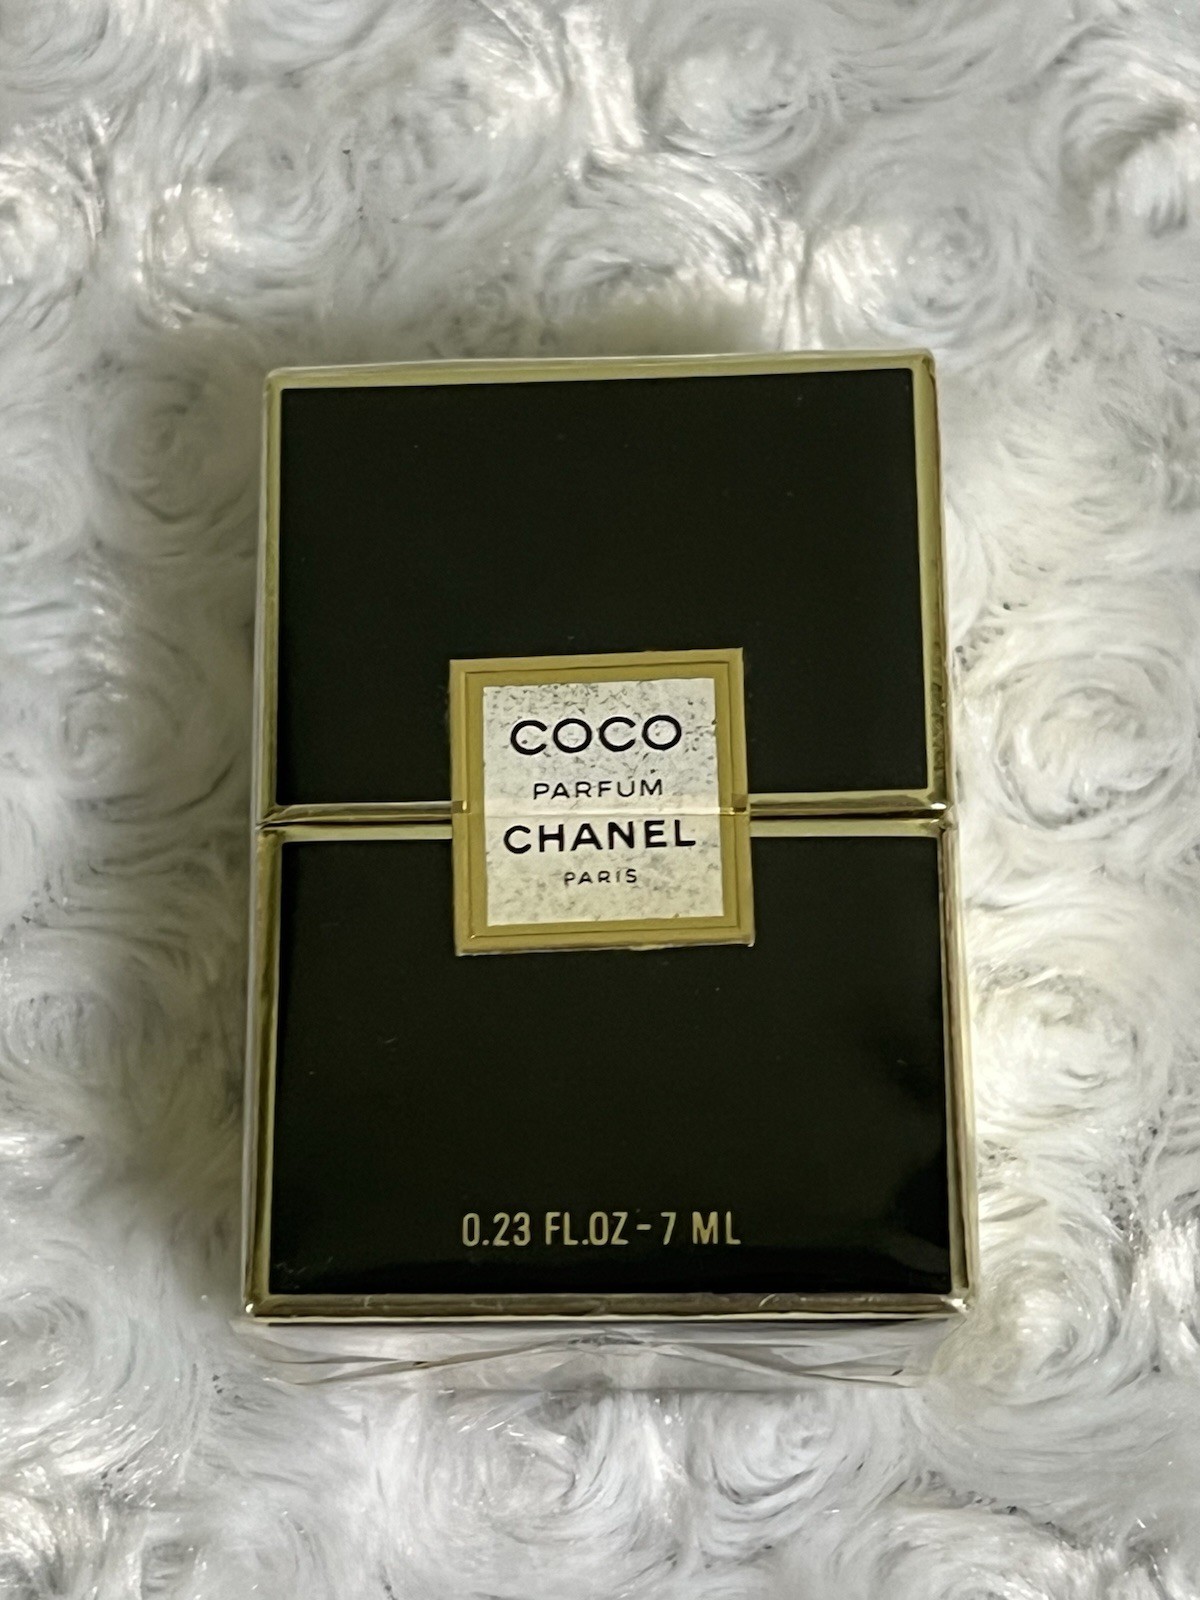 COCO
PARFUM
CHANEL
PARIS
0.23 FL.OZ - 7 ML